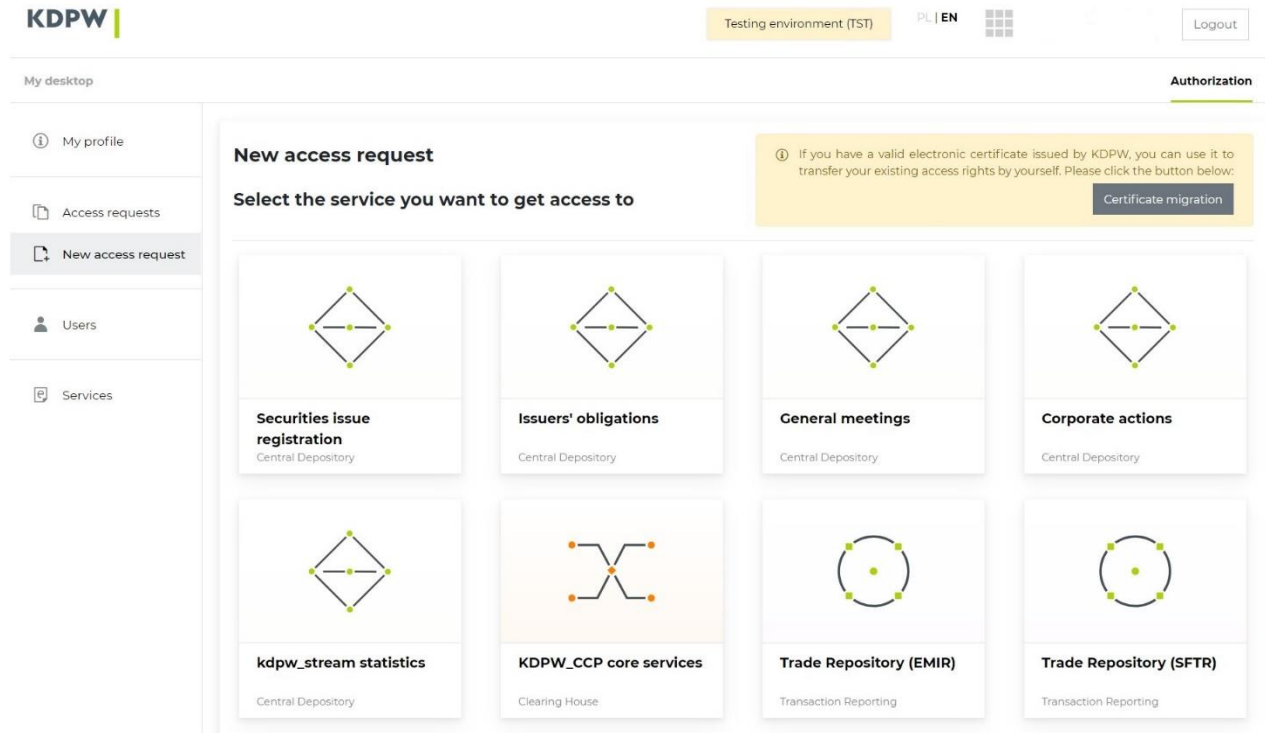 KDPW
Testing environment (TST)
PL | EN
Logout
My desktop
Authorization
My profile
Access requests
New access request
Users
Services
New access request
Select the service you want to get access to
If you have a valid electronic certificate issued by KDPW, you can use it to
transfer your existing access rights by yourself. Please click the button below:
Certificate migration
Securities issue
registration
Central Depository
Issuers' obligations
Central Depository
General meetings
Central Depository
Corporate actions
Central Depository
kdpw_stream statistics
Central Depository
KDPW_CCP core services
Clearing House
Trade Repository (EMIR)
Transaction Reporting
Trade Repository (SFTR)
Transaction Reporting